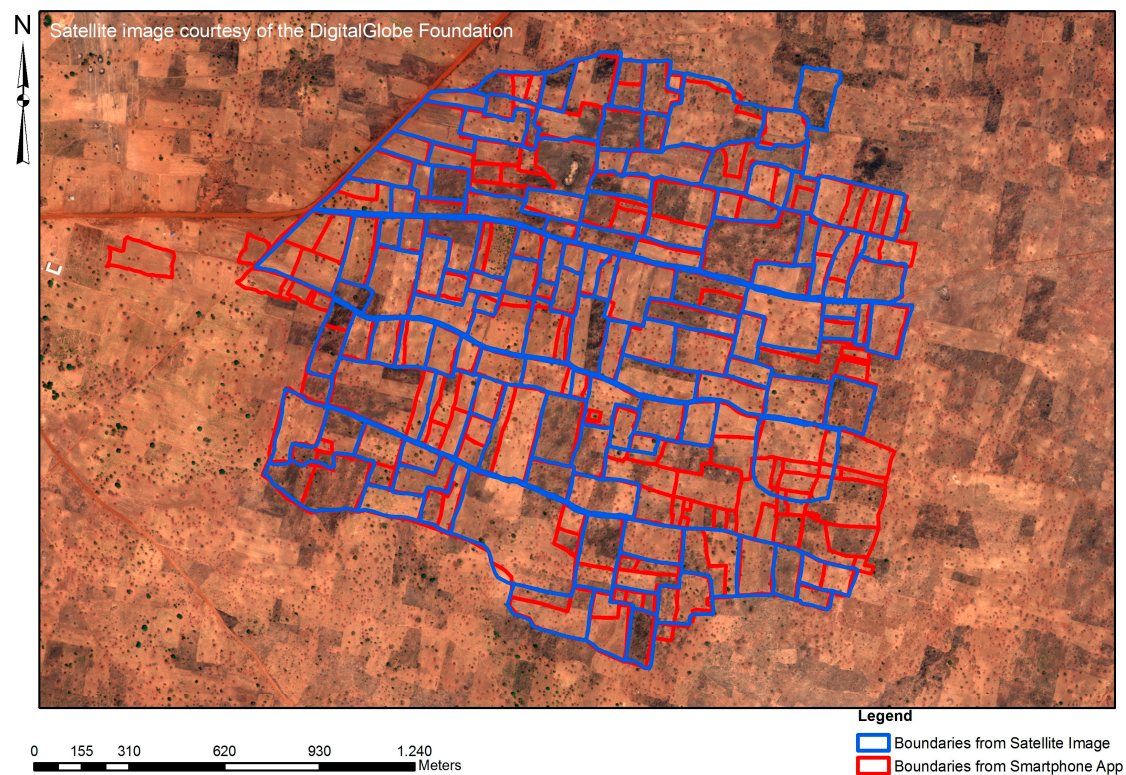 N
Satellite image courtesy of the DigitalGlobe Foundation
0 155 310 620 930 1.240
Meters
Legend
Boundaries from Satellite Image
Boundaries from Smartphone App